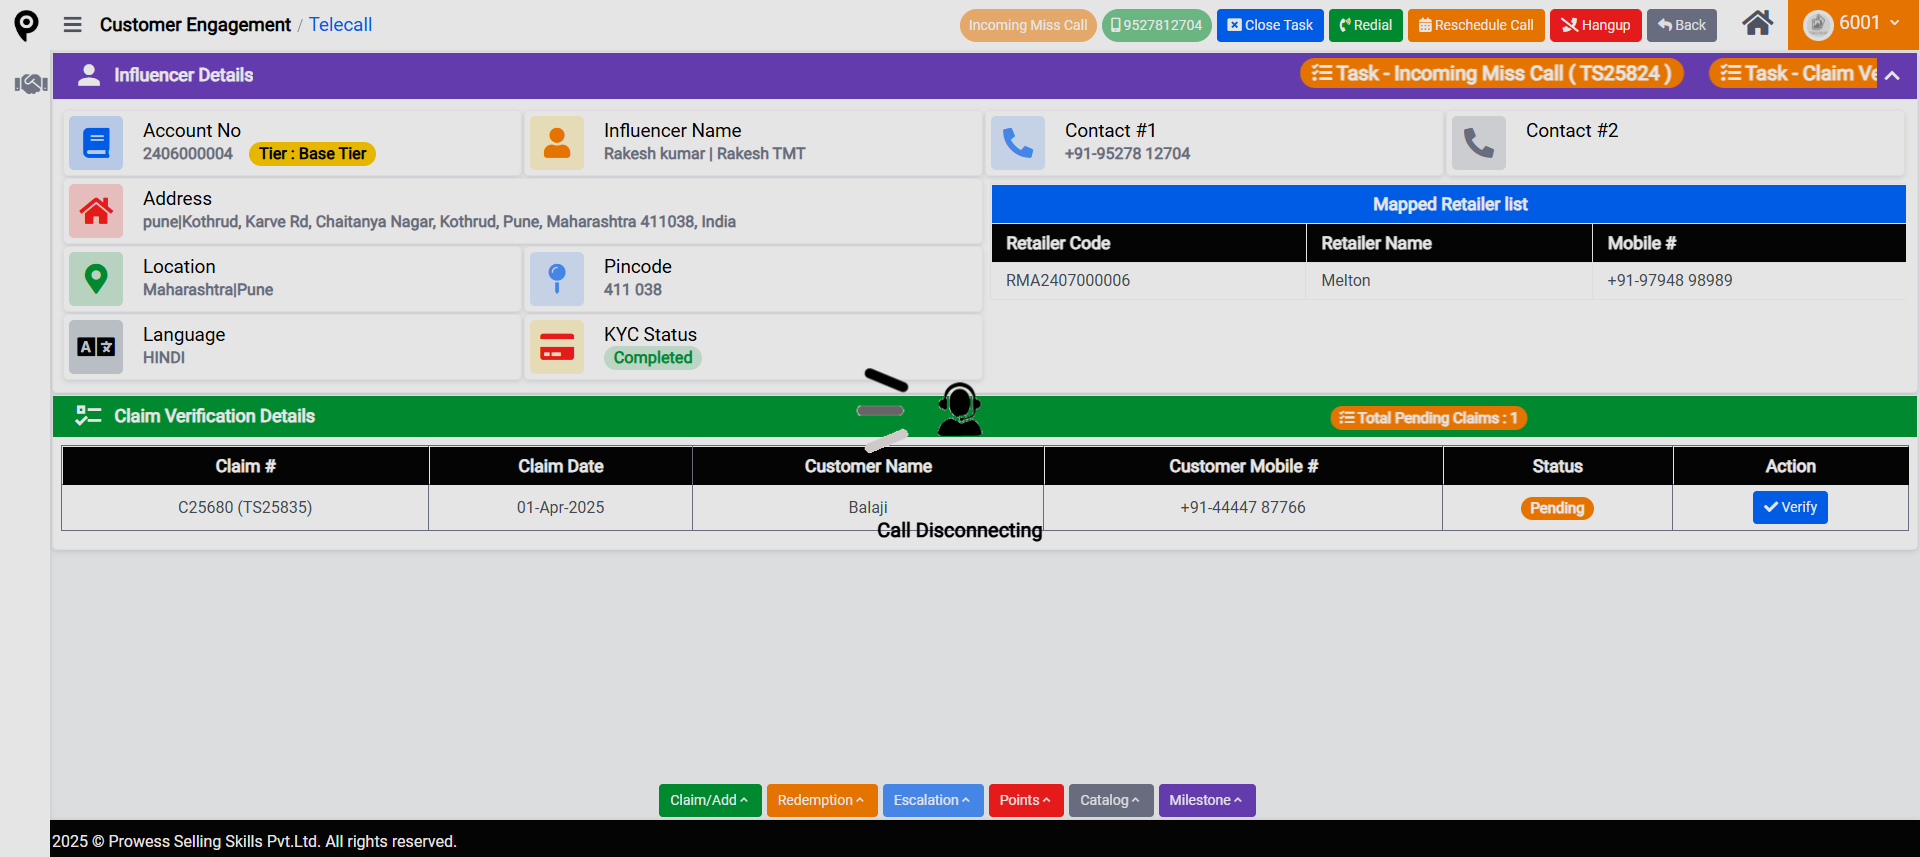 Customer Engagement / Telecall
Incoming Miss Call
9527812704
Close Task
Redial
Reschedule Call
Hangup
Back
6001
Influencer Details
Task - Incoming Miss Call ( TS25824 )
Task - Claim Ve
Account No
2406000004
Tier : Base Tier
Influencer Name
Rakesh kumar | Rakesh TMT
Contact #1
+91-95278 12704
Contact #2
Address
pune|Kothrud, Karve Rd, Chaitanya Nagar, Kothrud, Pune, Maharashtra 411038, India
Mapped Retailer list
Retailer Code Retailer Name Mobile #
RMA2407000006 Melton +91-97948 98989
Location
Maharashtra|Pune
Pincode
411 038
Language
HINDI
KYC Status
Completed
Claim Verification Details
Total Pending Claims : 1
Claim # Claim Date Customer Name Customer Mobile # Status Action
C25680 (TS25835) 01-Apr-2025 Balaji +91-44447 87766 Pending Verify
Call Disconnecting
Claim/Add
Redemption
Escalation
Points
Catalog
Milestone
2025 © Prowess Selling Skills Pvt.Ltd. All rights reserved.